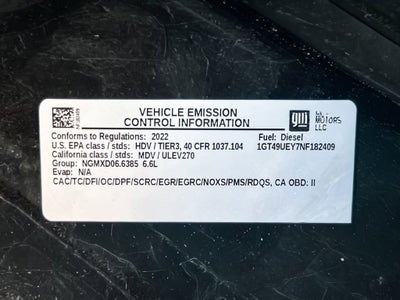 VEHICLE EMISSION
CONTROL INFORMATION
gm
MOTORS
LLC
Conforms to Regulations: 2022
Fuel: Diesel
U.S. EPA class / stds: HDV / TIER3, 40 CFR 1037.104
1GT49UEY7NF182409
California class / stds: MDV / ULEV270
Group: NGMXD06.6385 6.6L
Evap: N/A
CAC/TC/DFI/OC/DPF/SCRC/EGR/EGRC/NOXS/PMS/RDQS, CA OBD: II